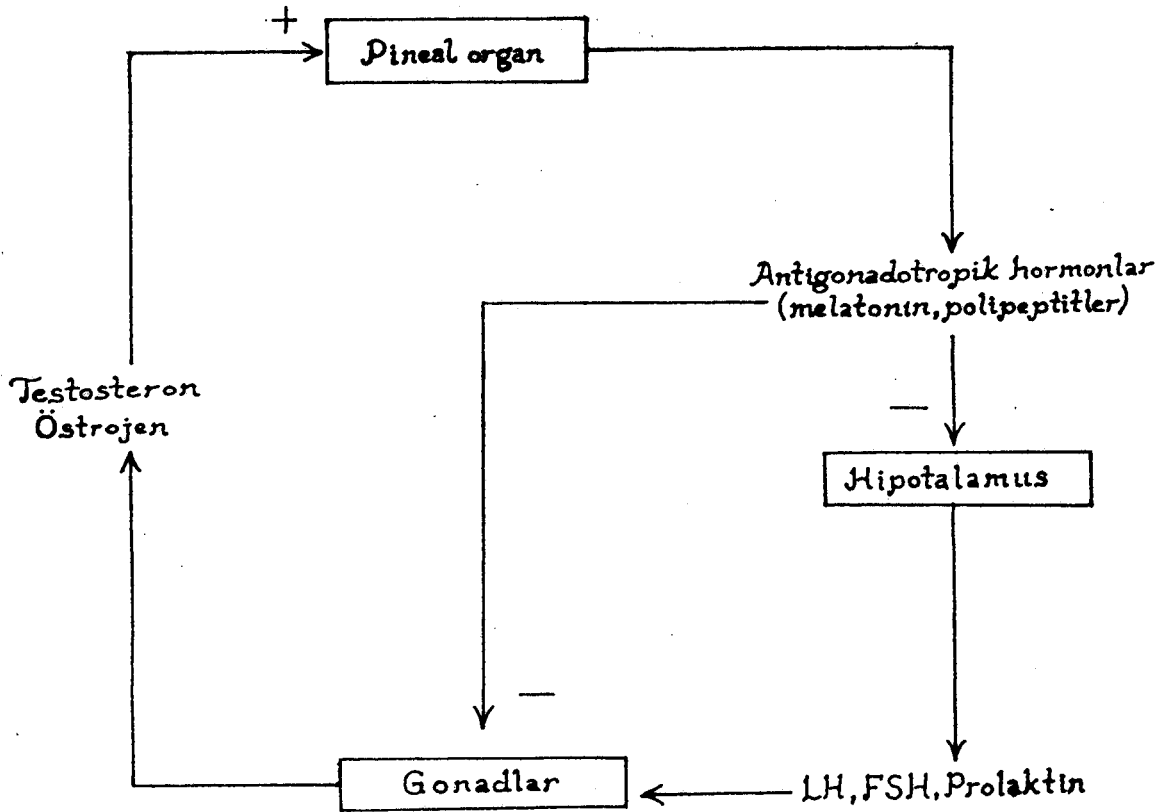 +
Pineal organ
Antigonadotropik hormonlar
(melatonin, polipeptitler)
Testosteron
Östrojen
—
Hipotalamus
—
Gonadlar
LH, FSH, Prolaktin